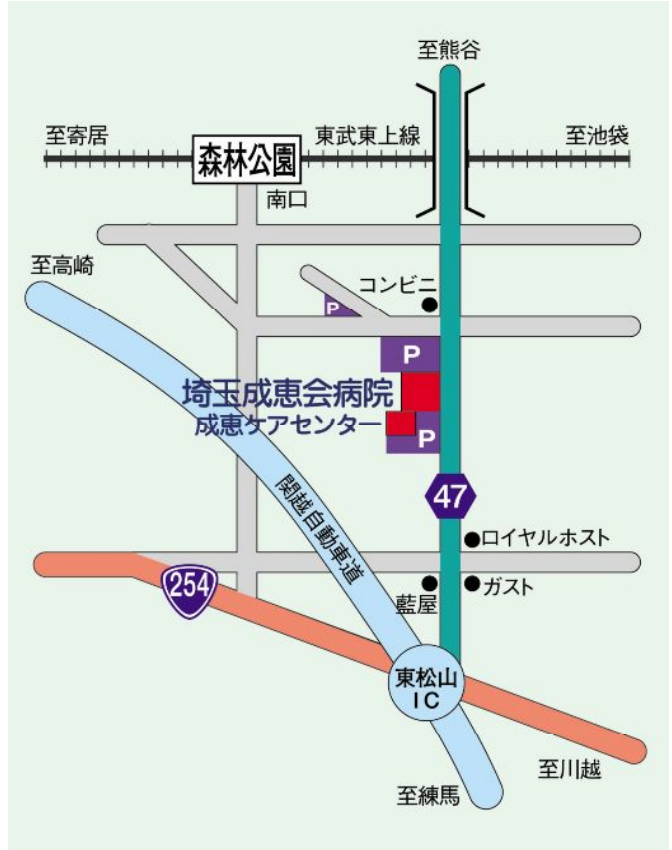 至熊谷
至寄居
東武東上線
至池袋
森林公園
南口
至高崎
コンビニ
P
P
埼玉成恵会病院
成恵ケアセンター
P
47
関越自動車道
ロイヤルホスト
254
藍屋
ガスト
東松山
IC
至川越
至練馬